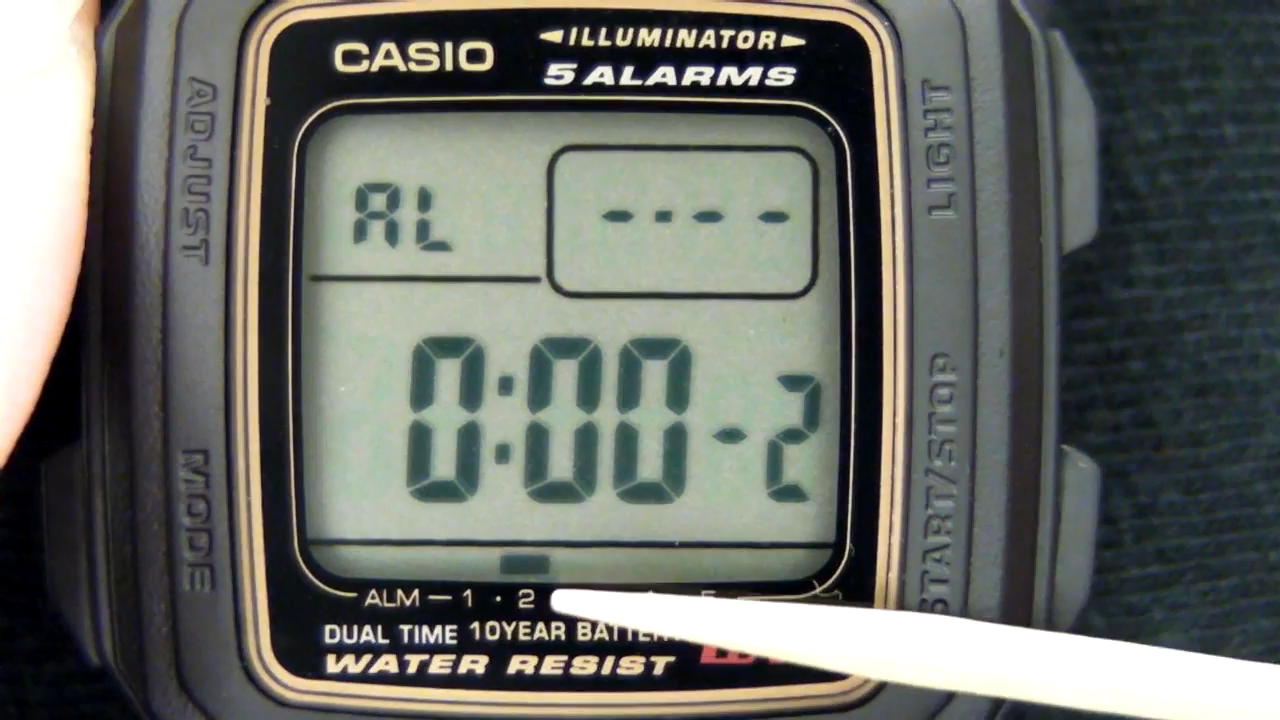 CASIO
ILLUMINATOR
5 ALARMS
ADJUST
LIGHT
AL
-- - -
0:00 -2
MODE
START/STOP
ALM — 1 · 2
DUAL TIME 10YEAR
WATER RESIST